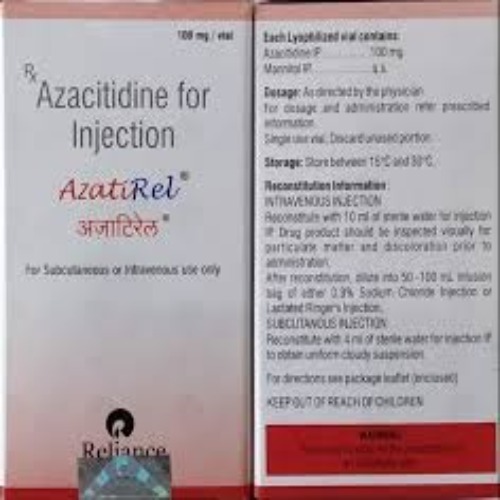 100 mg / vial
Rx
Azacitidine for
Injection
AzatiRel®
अज़ाटिरेल®
For Subcutaneous or Intravenous use only
Reliance
Each Lyophilized vial contains:
Azacitidine IP ............... 100 mg
Mannitol IP ............... q.s.
Dosage: As directed by the physician
For dosage and administration refer prescribed
information.
Single use vial, Discard unused portion.
Storage: Store between 15°C and 30°C.
Reconstitution Information:
INTRAVENOUS INJECTION
Reconstitute with 10 ml of sterile water for injection
IP. Drug product should be inspected visually for
particulate matter and discoloration prior to
administration.
After reconstitution, dilute into 50-100 mL infusion
bag of either 0.9% Sodium Chloride Injection or
Lactated Ringer's Injection.
SUBCUTANOUS INJECTION
Reconstitute with 4 ml of sterile water for injection IP
to obtain uniform cloudy suspension.
For directions see package leaflet (enclosed)
KEEP OUT OF REACH OF CHILDREN
WARNING: